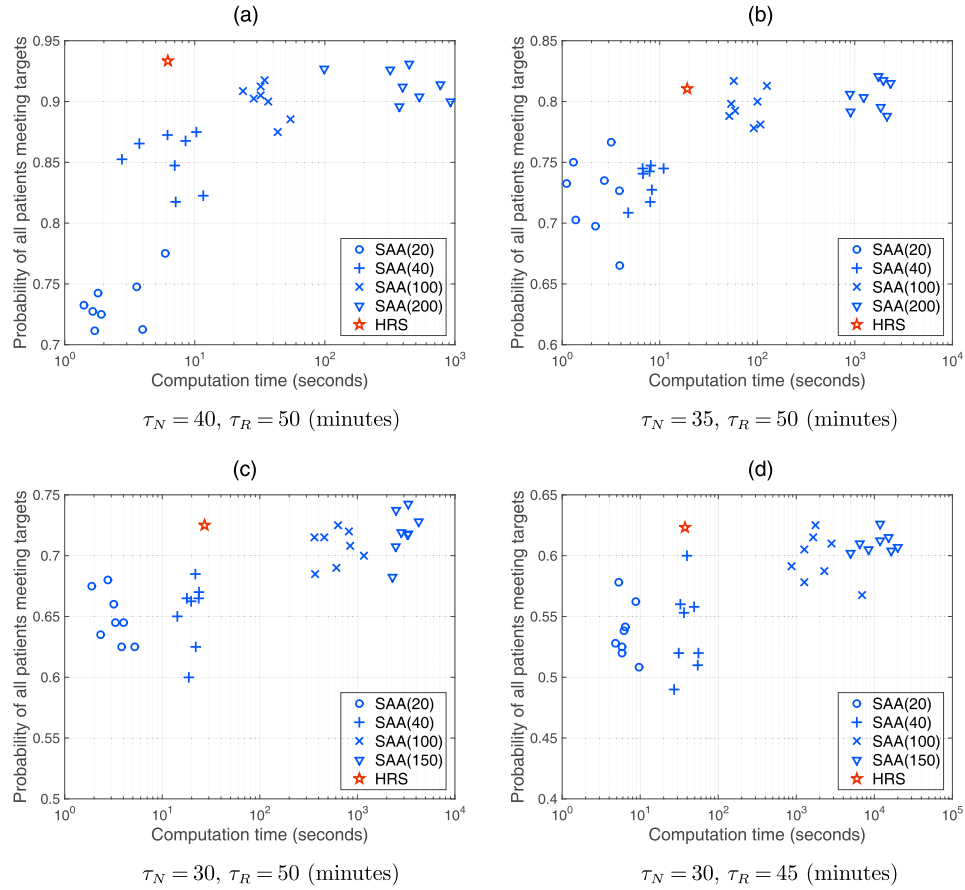 (a)
Probability of all patients meeting targets
0.95
0.9
0.85
0.8
0.75
0.7
SAA(20)
SAA(40)
SAA(100)
SAA(200)
HRS
10^0 10^1 10^2 10^3
Computation time (seconds)
τ_N = 40, τ_R = 50 (minutes)
(b)
Probability of all patients meeting targets
0.85
0.8
0.75
0.7
0.65
0.6
SAA(20)
SAA(40)
SAA(100)
SAA(200)
HRS
10^0 10^1 10^2 10^3 10^4
Computation time (seconds)
τ_N = 35, τ_R = 50 (minutes)
(c)
Probability of all patients meeting targets
0.75
0.7
0.65
0.6
0.55
0.5
SAA(20)
SAA(40)
SAA(100)
SAA(150)
HRS
10^0 10^1 10^2 10^3 10^4
Computation time (seconds)
τ_N = 30, τ_R = 50 (minutes)
(d)
Probability of all patients meeting targets
0.65
0.6
0.55
0.5
0.45
0.4
SAA(20)
SAA(40)
SAA(100)
SAA(150)
HRS
10^0 10^1 10^2 10^3 10^4 10^5
Computation time (seconds)
τ_N = 30, τ_R = 45 (minutes)